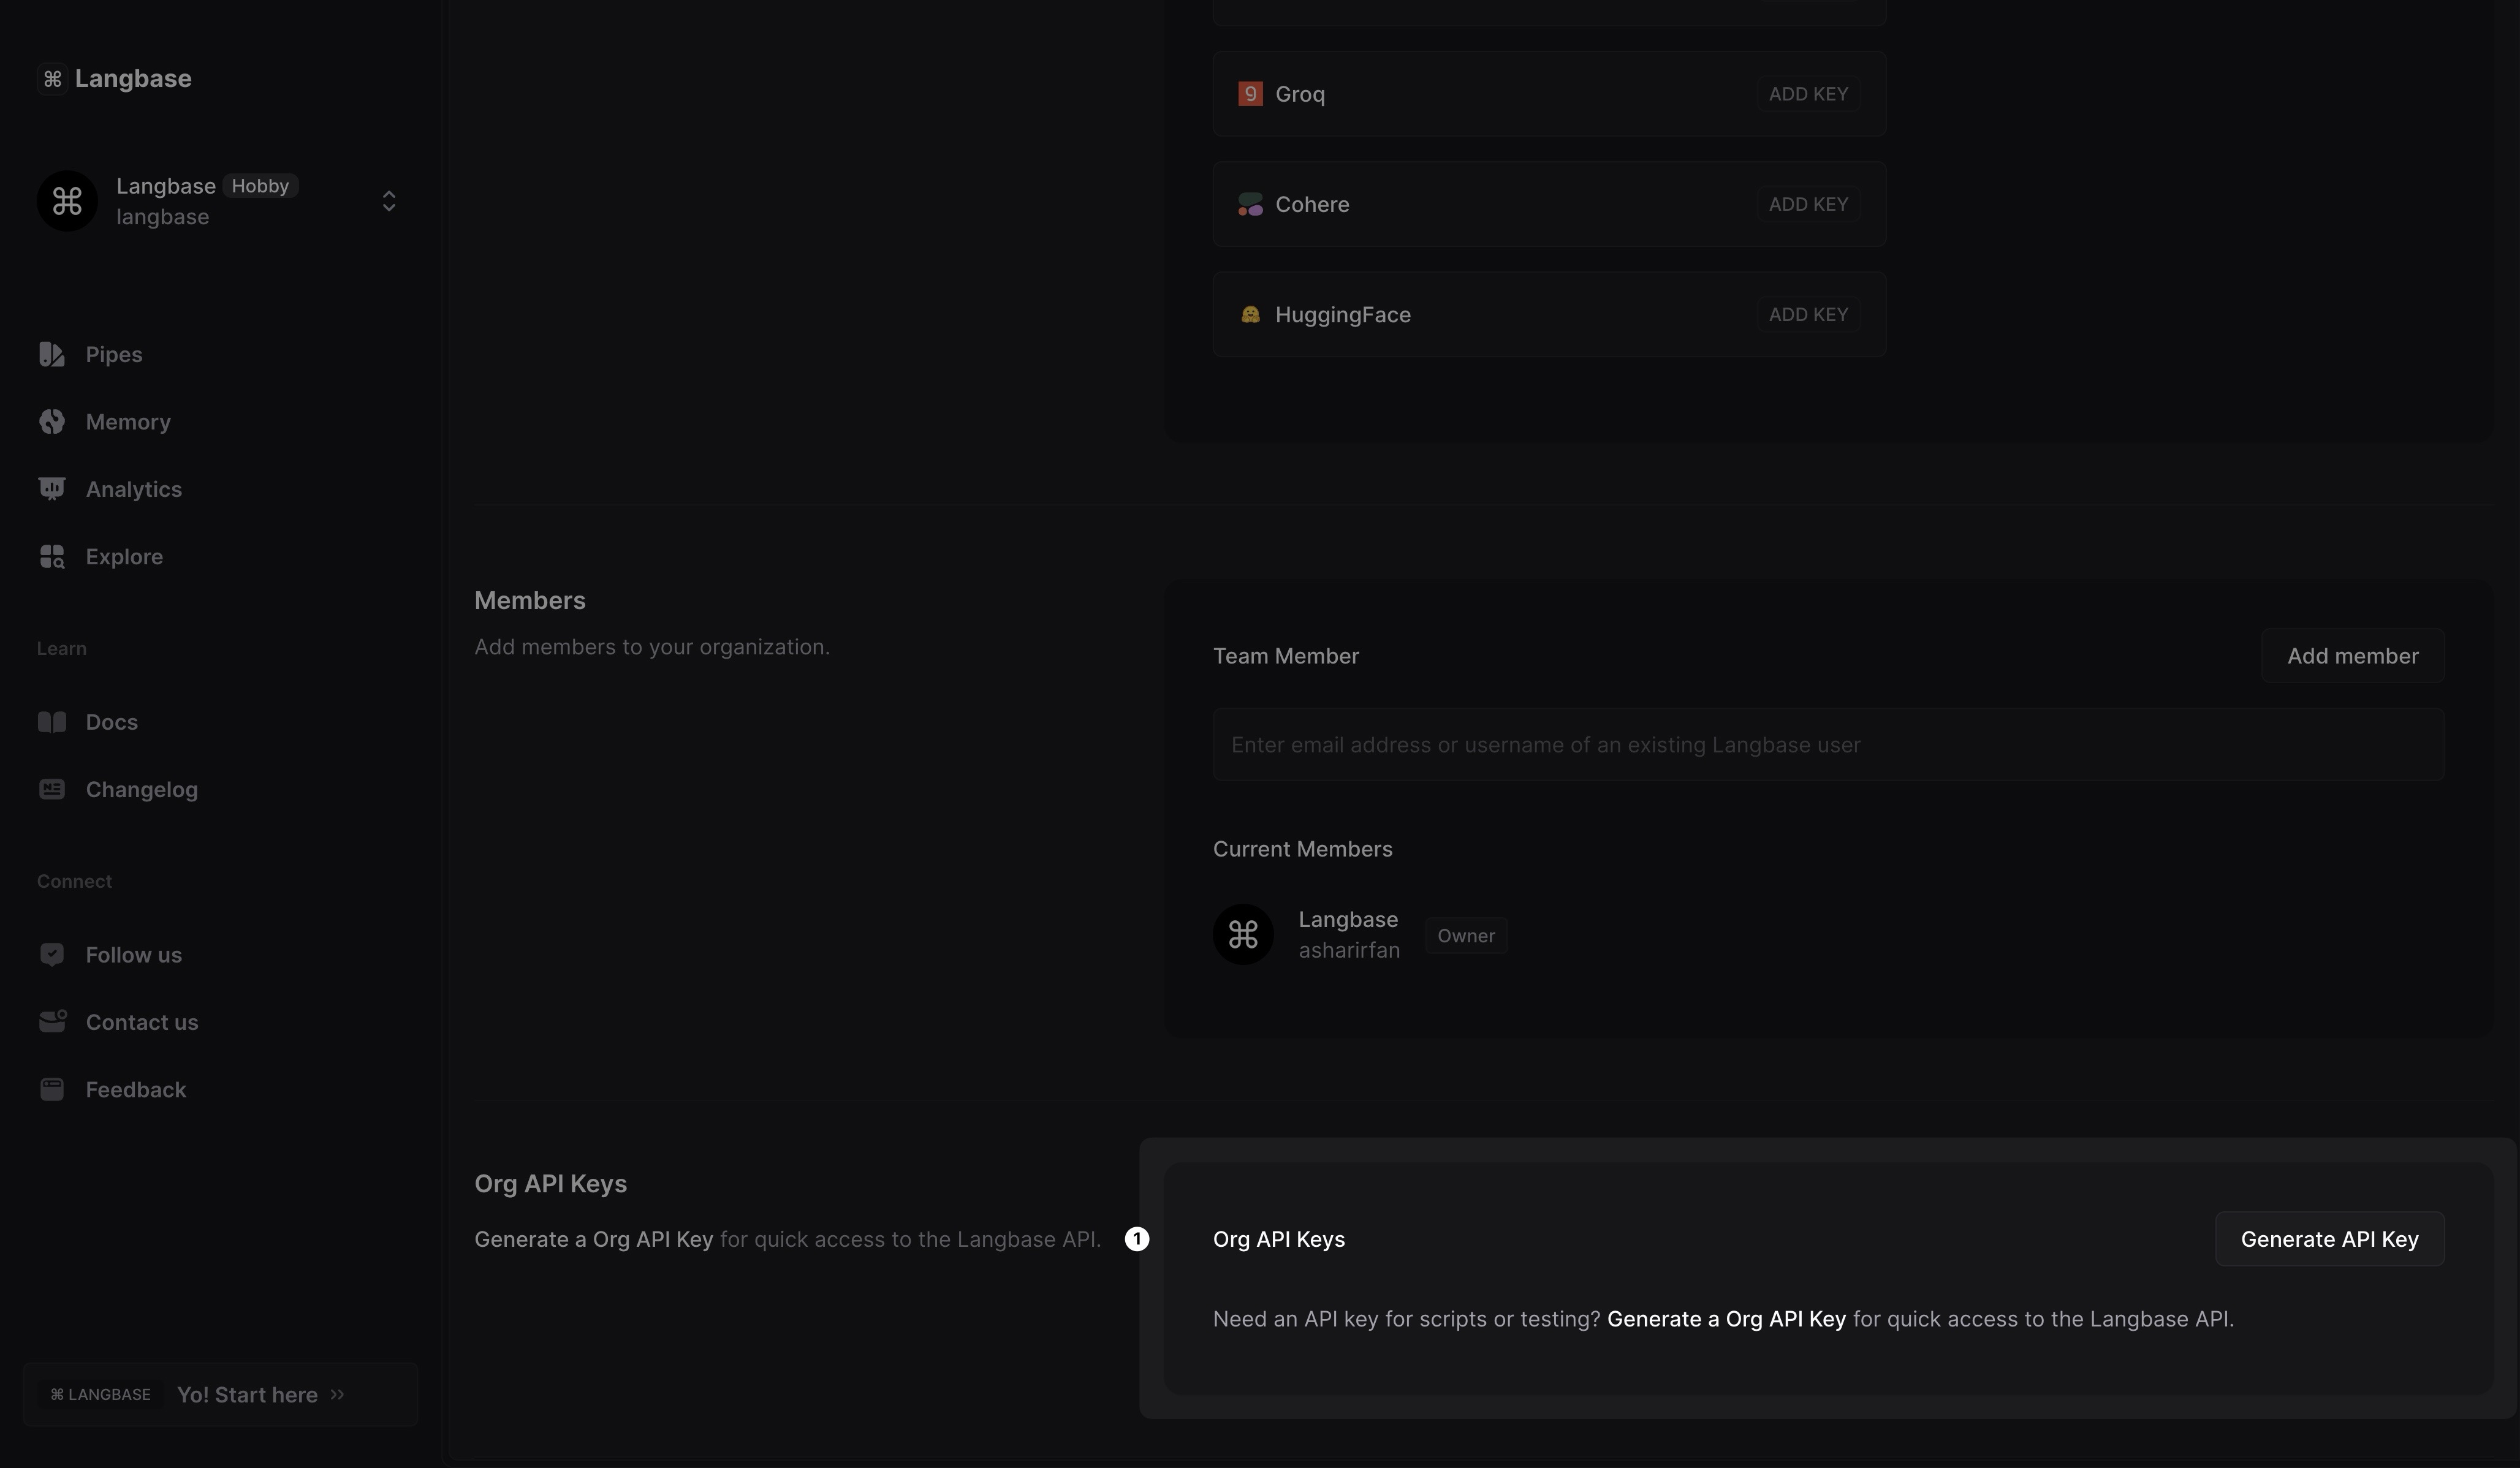 Langbase
Langbase Hobby
langbase
Pipes
Memory
Analytics
Explore
Learn
Docs
Changelog
Connect
Follow us
Contact us
Feedback
⌘ LANGBASE Yo! Start here »
Groq ADD KEY
Cohere ADD KEY
HuggingFace ADD KEY
Members
Add members to your organization.
Team Member Add member
Enter email address or username of an existing Langbase user
Current Members
Langbase
asharirfan
Owner
Org API Keys
Generate a Org API Key for quick access to the Langbase API.
1
Org API Keys Generate API Key
Need an API key for scripts or testing? Generate a Org API Key for quick access to the Langbase API.